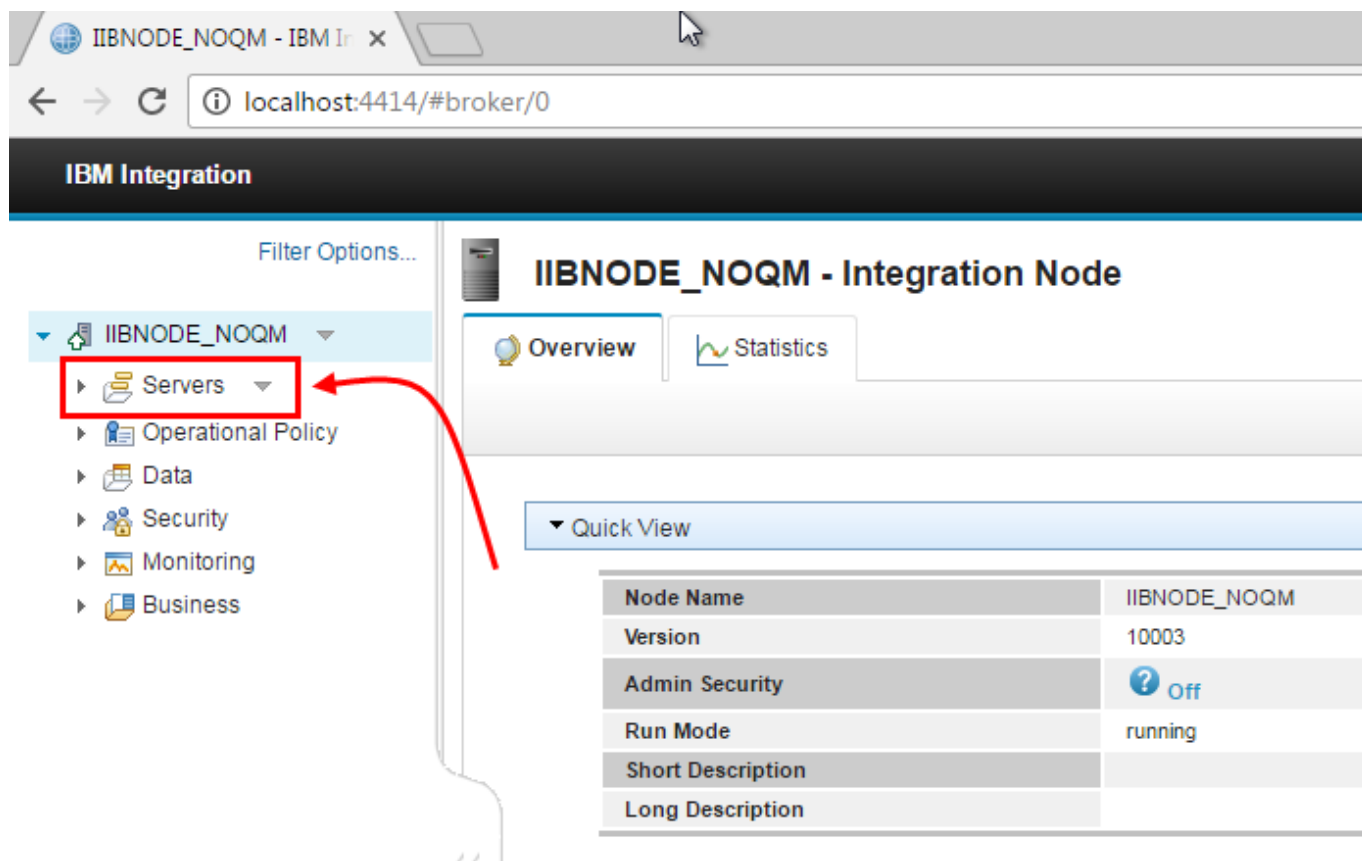 IIBNODE_NOQM - IBM In
localhost:4414/#broker/0
IBM Integration
Filter Options...
IIBNODE_NOQM
Servers
Operational Policy
Data
Security
Monitoring
Business
IIBNODE_NOQM - Integration Node
Overview Statistics
Quick View
Node Name IIBNODE_NOQM
Version 10003
Admin Security Off
Run Mode running
Short Description
Long Description